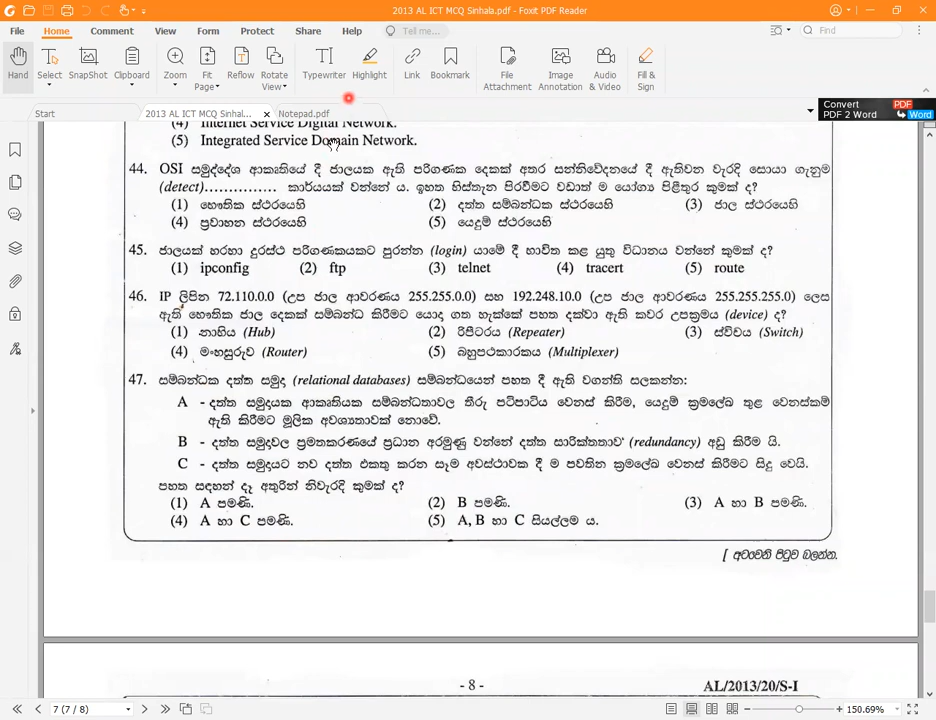 2013 AL ICT MCQ Sinhala.pdf - Foxit PDF Reader
File Home Comment View Form Protect Share Help Tell me... Find
Hand Select SnapShot Clipboard Zoom Fit Page Reflow Rotate View Typewriter Highlight Link Bookmark File Attachment Image Annotation Audio & Video Fill & Sign
Start 2013 AL ICT MCQ Sinhal... Notepad.pdf
Convert PDF
PDF 2 Word Word
(4) Internet Service Digital Network.
(5) Integrated Service Domain Network.
44. OSI සමුද්දේශ ආකෘතියේ දී ජාලයක ඇති පරිගණක දෙකක් අතර සන්නිවේදනයේ දී ඇතිවන වැරදි සොයා ගැනුම
(detect)............... කාර්යයක් වන්නේ ය. ඉහත හිස්තැන පිරවීමට වඩාත් ම යෝග්‍ය පිළිතුර කුමක් ද?
(1) භෞතික ස්ථරයෙහි (2) දත්ත සම්බන්ධක ස්ථරයෙහි (3) ජාල ස්ථරයෙහි
(4) ප්‍රවාහන ස්ථරයෙහි (5) යෙදුම් ස්ථරයෙහි
45. ජාලයක් හරහා දුරස්ථ පරිගණකයකට පුරන්න (login) යාමේ දී භාවිත කළ යුතු විධානය වන්නේ කුමක් ද?
(1) ipconfig (2) ftp (3) telnet (4) tracert (5) route
46. IP ලිපින 72.110.0.0 (උප ජාල ආවරණය 255.255.0.0) සහ 192.248.10.0 (උප ජාල ආවරණය 255.255.255.0) ලෙස
ඇති භෞතික ජාල දෙකක් සම්බන්ධ කිරීමට යොදා ගත හැක්කේ පහත දක්වා ඇති කවර උපක්‍රමය (device) ද?
(1) නාභිය (Hub) (2) රිපීටරය (Repeater) (3) ස්විචය (Switch)
(4) මංහසුරුව (Router) (5) බහුපථකාරකය (Multiplexer)
47. සම්බන්ධක දත්ත සමුදා (relational databases) සම්බන්ධයෙන් පහත දී ඇති වගන්ති සලකන්න:
A - දත්ත සමුදායක ආකෘතියක සම්බන්ධතාවල තීරු පටිපාටිය වෙනස් කිරීම, යෙදුම් ක්‍රමලේඛ තුළ වෙනස්කම්
ඇති කිරීමට මූලික අවශ්‍යතාවක් නොවේ.
B - දත්ත සමුදාවල ප්‍රමතකරණයේ ප්‍රධාන අරමුණු වන්නේ දත්ත සාරික්තතාව (redundancy) අඩු කිරීම යි.
C - දත්ත සමුදායට නව දත්ත එකතු කරන සෑම අවස්ථාවක දී ම පවතින ක්‍රමලේඛ වෙනස් කිරීමට සිදු වෙයි.
පහත සඳහන් දෑ අතුරින් නිවැරදි කුමක් ද?
(1) A පමණි. (2) B පමණි. (3) A හා B පමණි.
(4) A හා C පමණි. (5) A, B හා C සියල්ලම ය.
[ අටවෙනි පිටුව බලන්න.
- 8 - AL/2013/20/S-I
7 (7 / 8) 150.69%